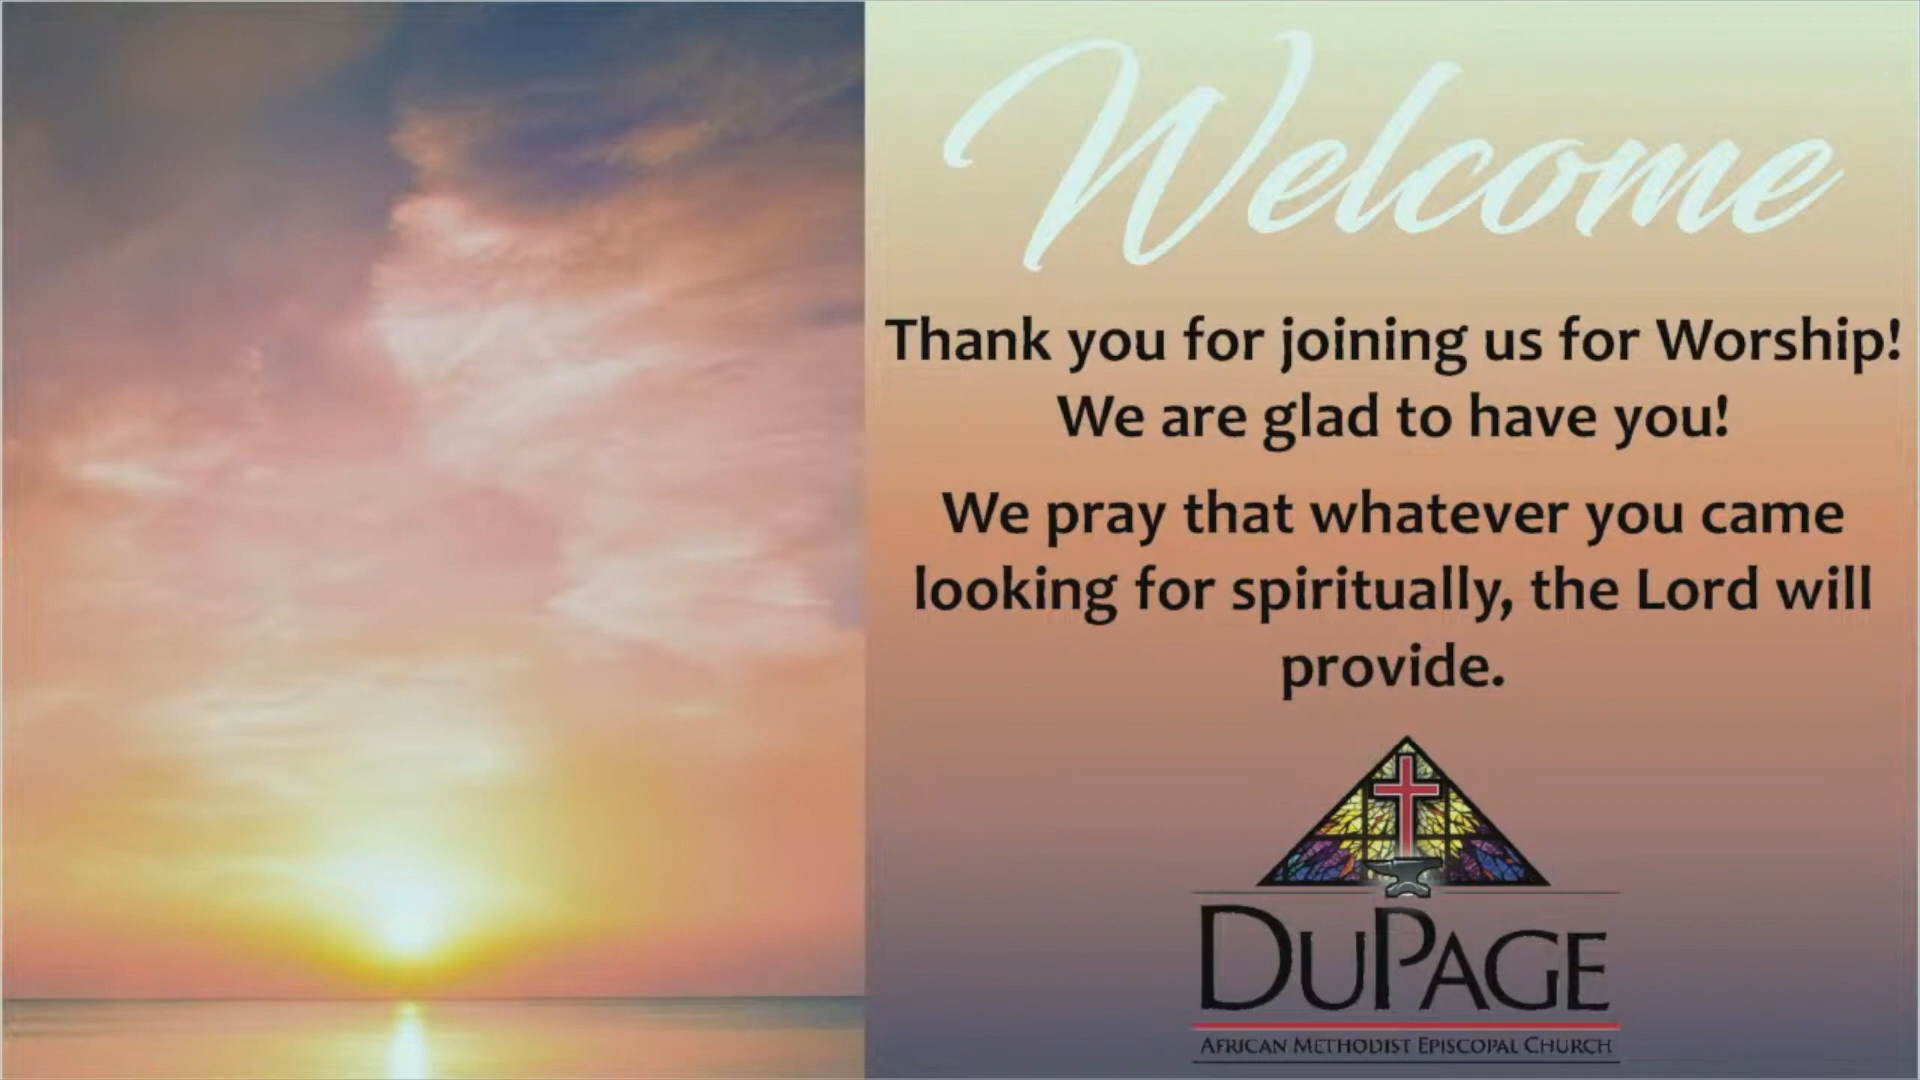 Welcome
Thank you for joining us for Worship!
We are glad to have you!
We pray that whatever you came
looking for spiritually, the Lord will
provide.
DUPAGE
AFRICAN METHODIST EPISCOPAL CHURCH